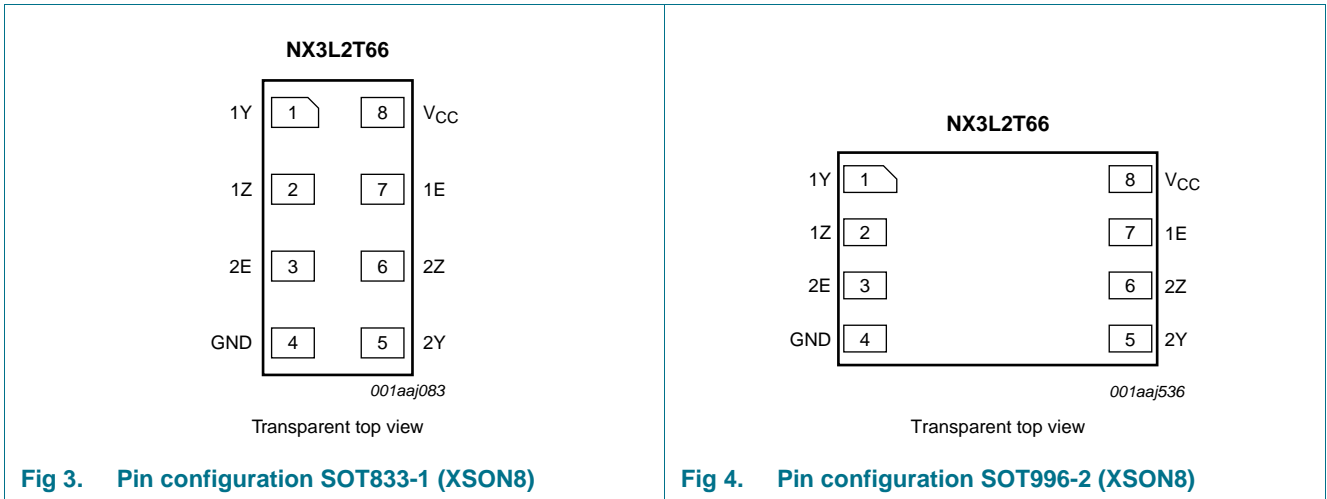 NX3L2T66
1Y 1 8 VCC
1Z 2 7 1E
2E 3 6 2Z
GND 4 5 2Y
001aaj083
Transparent top view
Fig 3. Pin configuration SOT833-1 (XSON8)
NX3L2T66
1Y 1 8 VCC
1Z 2 7 1E
2E 3 6 2Z
GND 4 5 2Y
001aaj536
Transparent top view
Fig 4. Pin configuration SOT996-2 (XSON8)